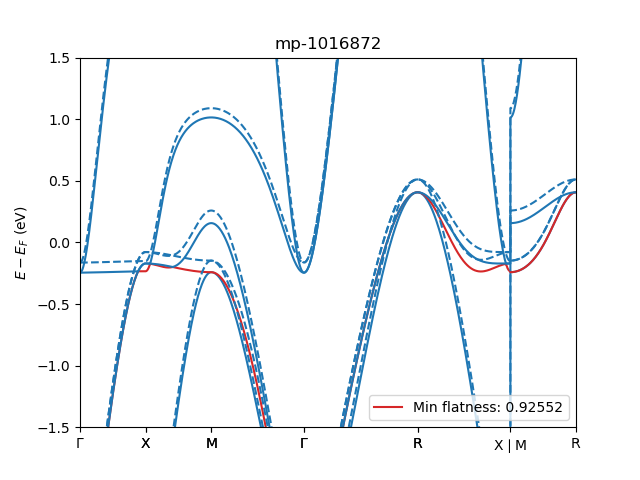 mp-1016872
1.5
1.0
0.5
0.0
−0.5
−1.0
−1.5
E − E_F (eV)
Min flatness: 0.92552
Γ X M Γ R X | M R